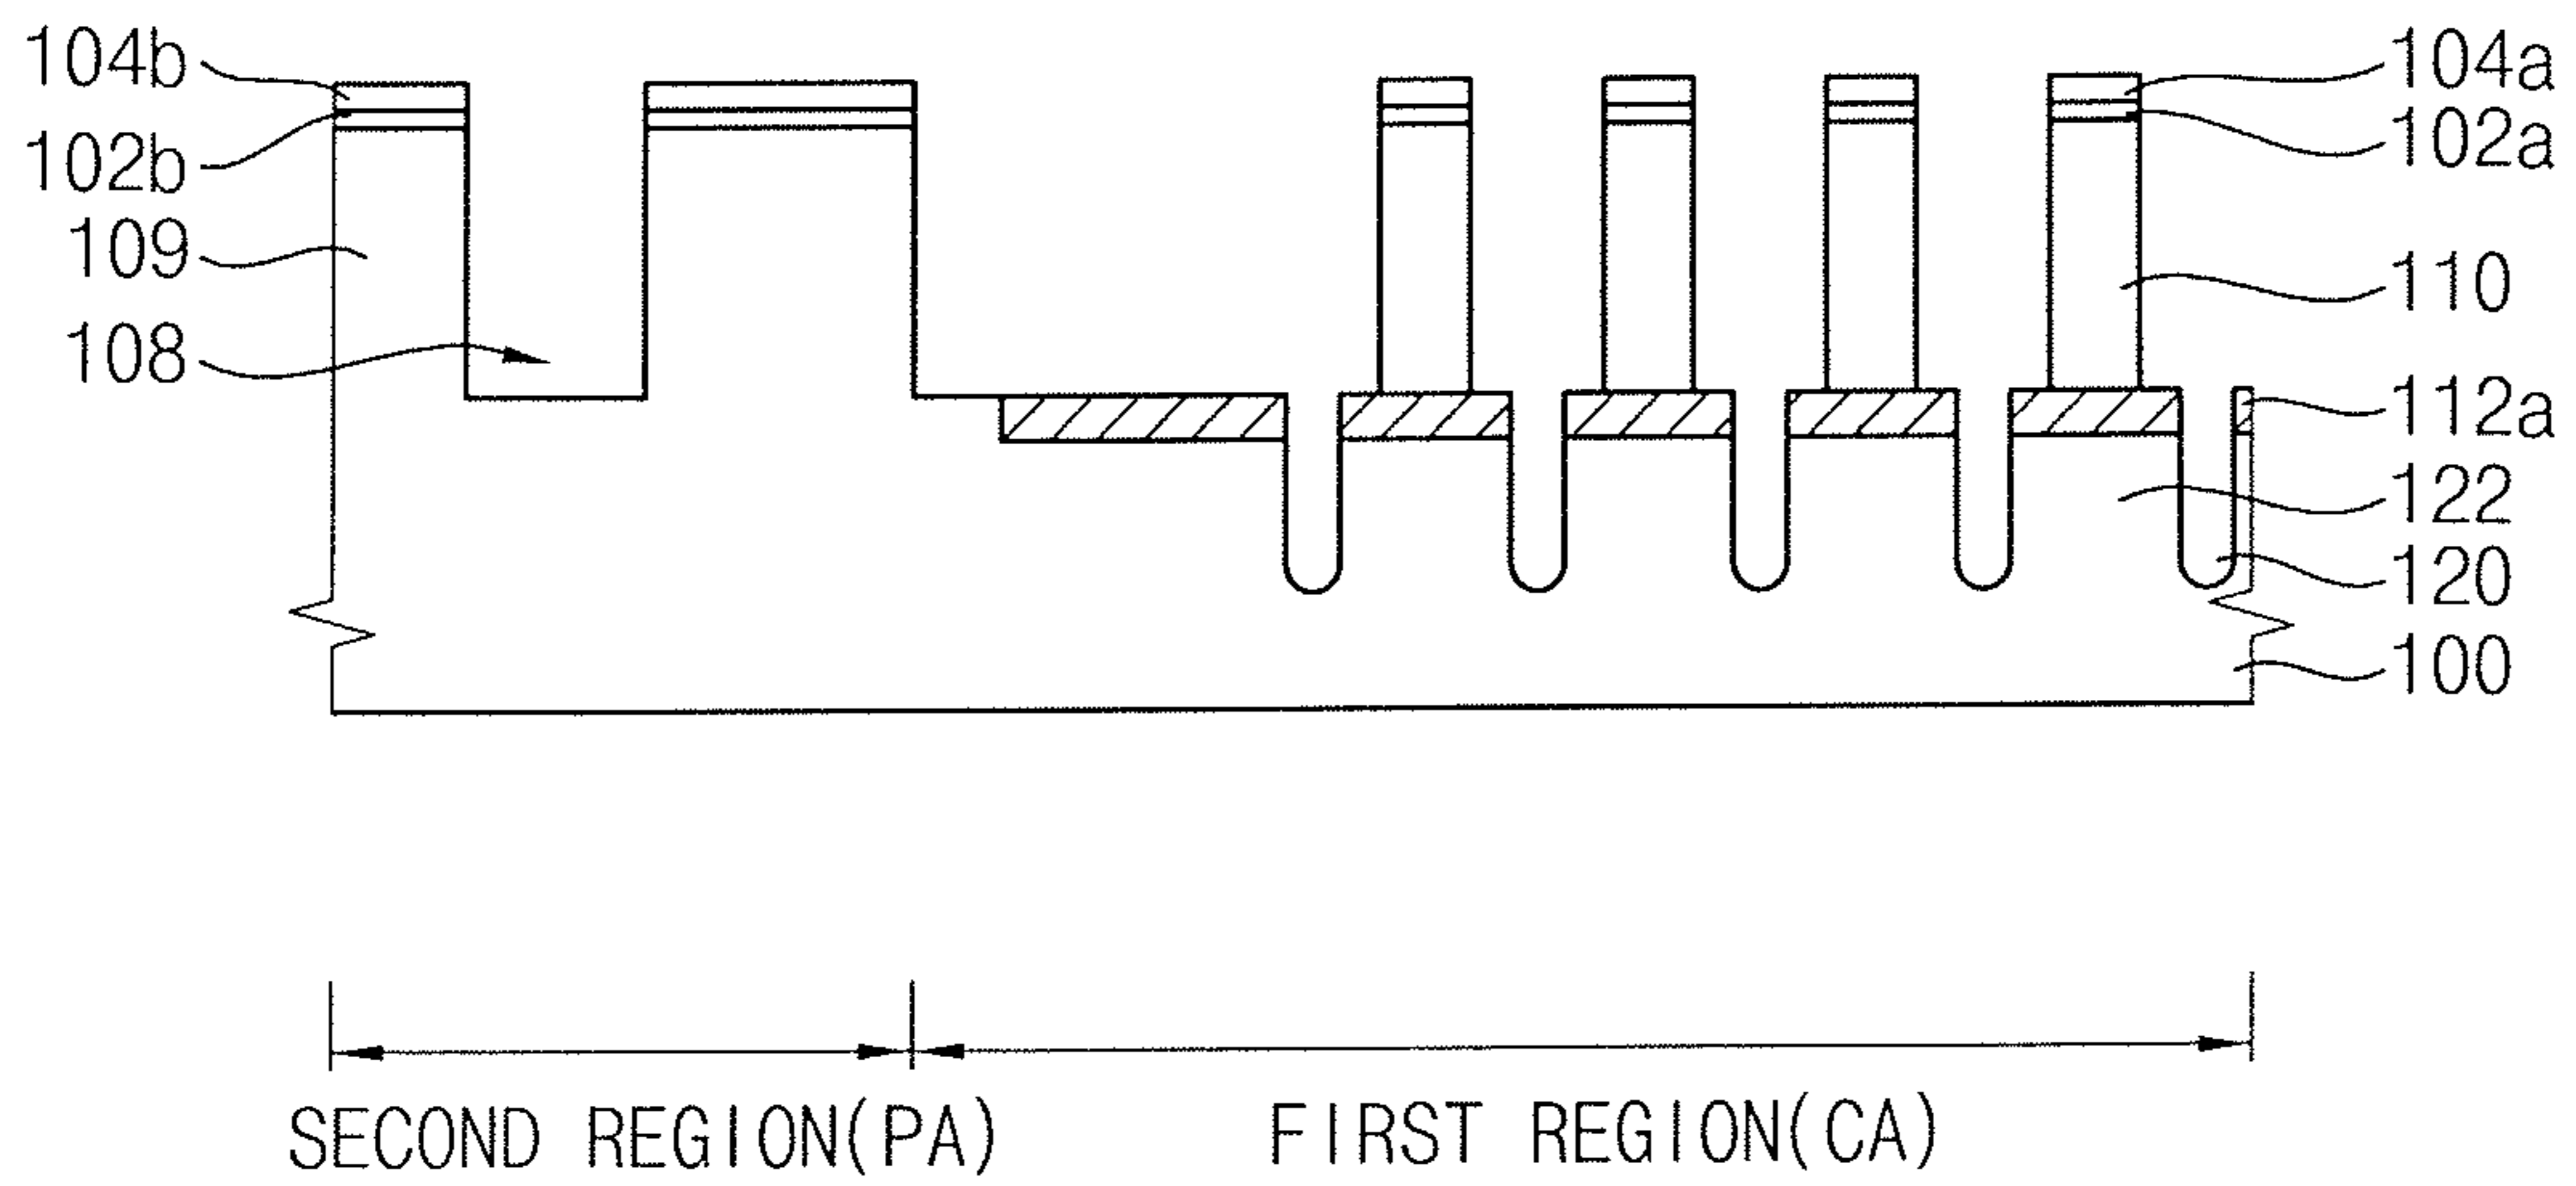 104b
102b
109
108
104a
102a
110
112a
122
120
100
SECOND REGION(PA)
FIRST REGION(CA)